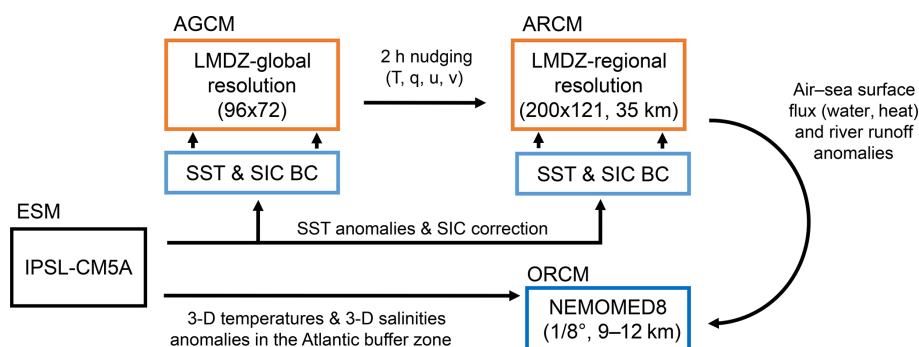 AGCM
LMDZ-global
resolution
(96x72)
2 h nudging
(T, q, u, v)
ARCM
LMDZ-regional
resolution
(200x121, 35 km)
Air–sea surface
flux (water, heat)
and river runoff
anomalies
SST & SIC BC
SST & SIC BC
ESM
IPSL-CM5A
SST anomalies & SIC correction
ORCM
NEMOMED8
(1/8°, 9–12 km)
3-D temperatures & 3-D salinities
anomalies in the Atlantic buffer zone